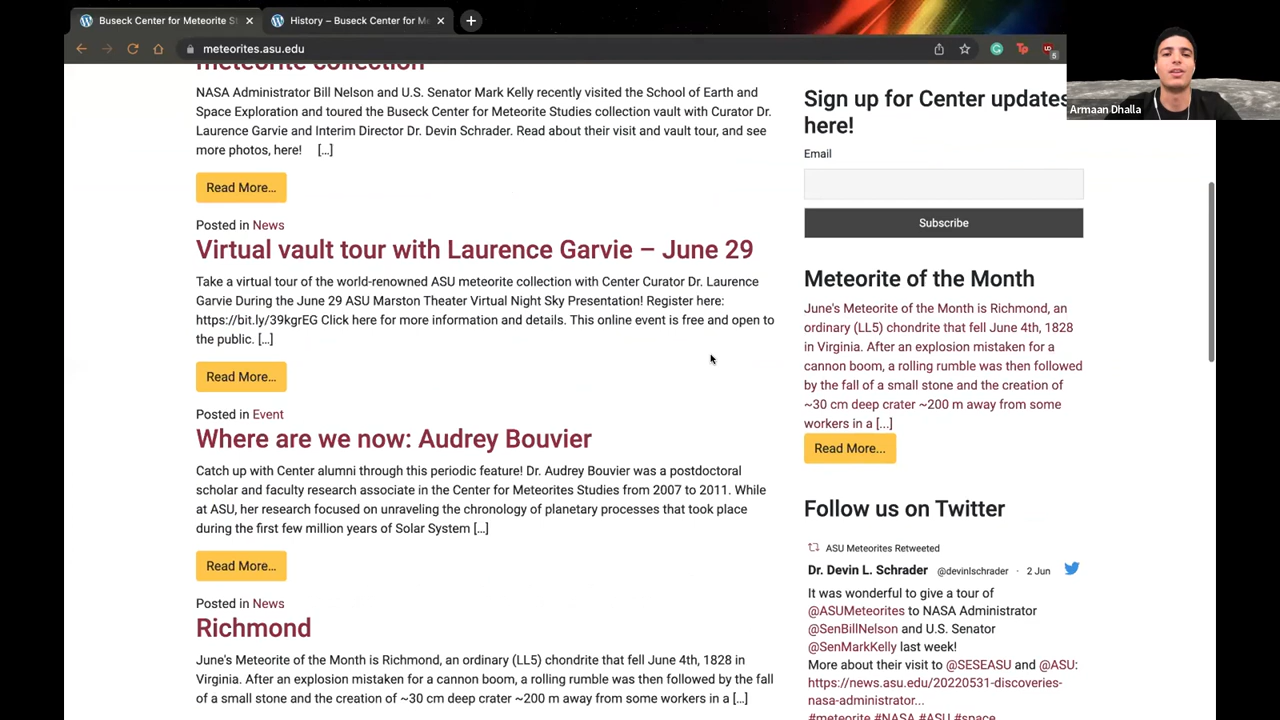 Buseck Center for Meteorite S
History – Buseck Center for M
meteorites.asu.edu
Armaan Dhalla
meteorite collection
NASA Administrator Bill Nelson and U.S. Senator Mark Kelly recently visited the School of Earth and
Space Exploration and toured the Buseck Center for Meteorite Studies collection vault with Curator Dr.
Laurence Garvie and Interim Director Dr. Devin Schrader. Read about their visit and vault tour, and see
more photos, here! [...]
Read More...
Posted in News
Virtual vault tour with Laurence Garvie – June 29
Take a virtual tour of the world-renowned ASU meteorite collection with Center Curator Dr. Laurence
Garvie During the June 29 ASU Marston Theater Virtual Night Sky Presentation! Register here:
https://bit.ly/39kgrEG Click here for more information and details. This online event is free and open to
the public. [...]
Read More...
Posted in Event
Where are we now: Audrey Bouvier
Catch up with Center alumni through this periodic feature! Dr. Audrey Bouvier was a postdoctoral
scholar and faculty research associate in the Center for Meteorites Studies from 2007 to 2011. While
at ASU, her research focused on unraveling the chronology of planetary processes that took place
during the first few million years of Solar System [...]
Read More...
Posted in News
Richmond
June's Meteorite of the Month is Richmond, an ordinary (LL5) chondrite that fell June 4th, 1828 in
Virginia. After an explosion mistaken for a cannon boom, a rolling rumble was then followed by the fall
of a small stone and the creation of ~30 cm deep crater ~200 m away from some workers in a [...]
Sign up for Center updates
here!
Email
Subscribe
Meteorite of the Month
June's Meteorite of the Month is Richmond, an
ordinary (LL5) chondrite that fell June 4th, 1828
in Virginia. After an explosion mistaken for a
cannon boom, a rolling rumble was then followed
by the fall of a small stone and the creation of
~30 cm deep crater ~200 m away from some
workers in a [...]
Read More...
Follow us on Twitter
ASU Meteorites Retweeted
Dr. Devin L. Schrader @devinlschrader · 2 Jun
It was wonderful to give a tour of
@ASUMeteorites to NASA Administrator
@SenBillNelson and U.S. Senator
@SenMarkKelly last week!
More about their visit to @SESEASU and @ASU:
https://news.asu.edu/20220531-discoveries-
nasa-administrator...
#meteorite #NASA #ASU #space